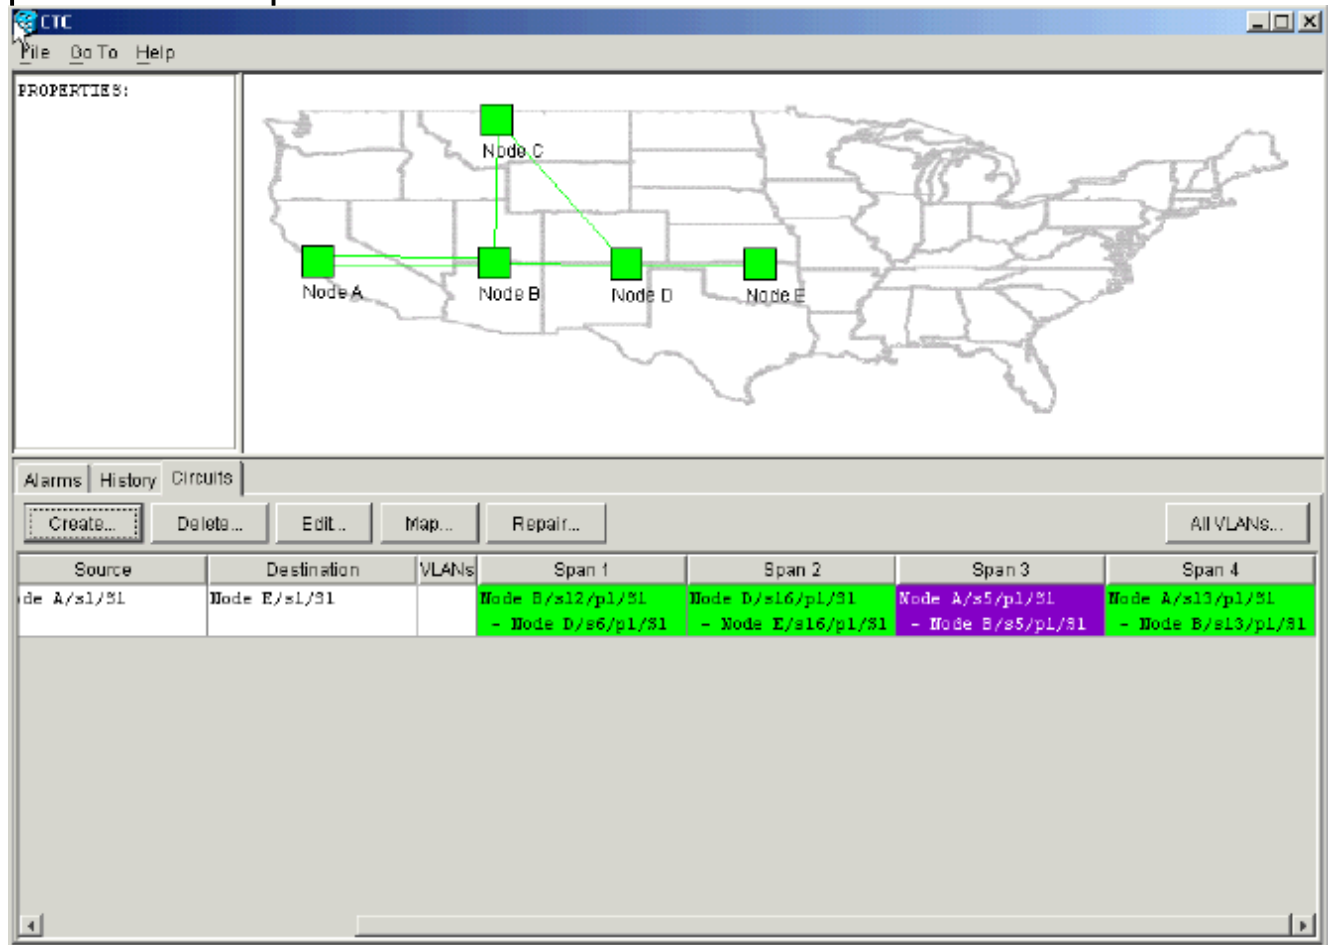 CTC
File Go To Help
PROPERTIES:
Node C
Node A
Node B
Node D
Node E
Alarms History Circuits
Create... Delete... Edit... Map... Repair... All VLANs...
Source Destination VLANs Span 1 Span 2 Span 3 Span 4
de A/s1/S1 Node E/s1/S1 Node B/s12/p1/S1 Node D/s16/p1/S1 Node A/s5/p1/S1 Node A/s13/p1/S1
- Node D/s6/p1/S1 - Node E/s16/p1/S1 - Node B/s5/p1/S1 - Node B/s13/p1/S1